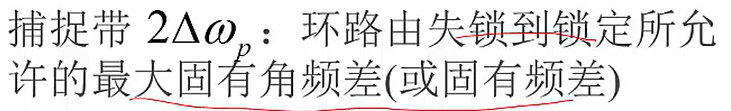 捕捉带 2Δωₚ：环路由失锁到锁定所允
许的最大固有角频差(或固有频差)